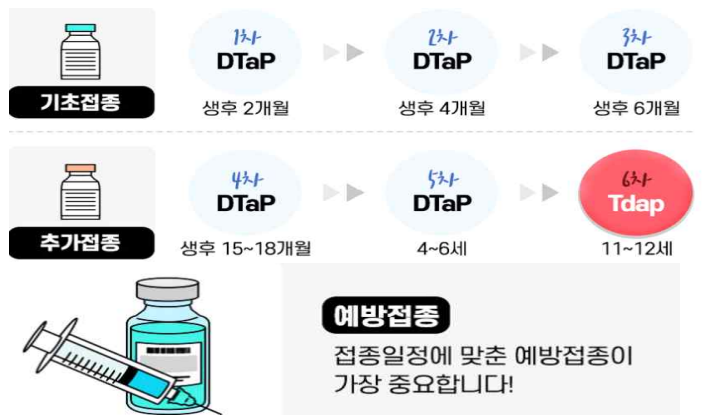 1차 2차 3차
DTaP DTaP DTaP
기초접종
생후 2개월 생후 4개월 생후 6개월
4차 5차 6차
DTaP DTaP Tdap
추가접종
생후 15~18개월 4~6세 11~12세
예방접종
접종일정에 맞춘 예방접종이
가장 중요합니다!